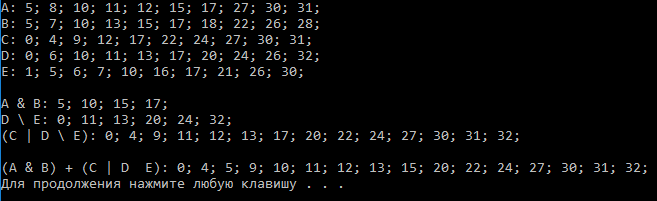 A: 5; 8; 10; 11; 12; 15; 17; 27; 30; 31;
B: 5; 7; 10; 13; 15; 17; 18; 22; 26; 28;
C: 0; 4; 9; 12; 17; 22; 24; 27; 30; 31;
D: 0; 6; 10; 11; 13; 17; 20; 24; 26; 32;
E: 1; 5; 6; 7; 10; 16; 17; 21; 26; 30;
A & B: 5; 10; 15; 17;
D \ E: 0; 11; 13; 20; 24; 32;
(C | D \ E): 0; 4; 9; 11; 12; 13; 17; 20; 22; 24; 27; 30; 31; 32;
(A & B) + (C | D  E): 0; 4; 5; 9; 10; 11; 12; 13; 15; 20; 22; 24; 27; 30; 31; 32;
Для продолжения нажмите любую клавишу . . .